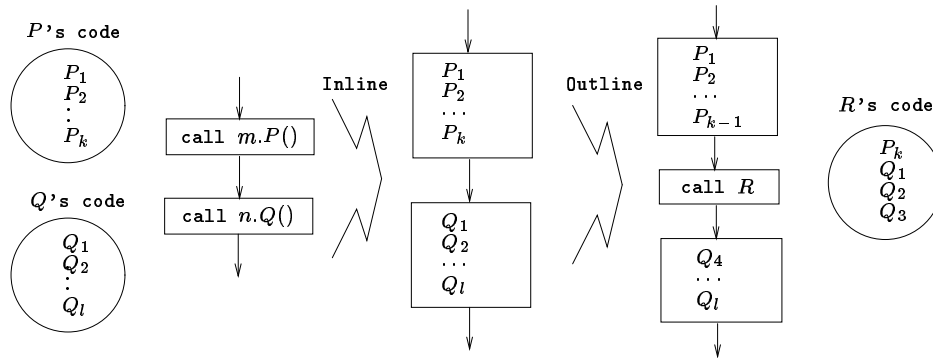 P's code
P₁
P₂
⋮
Pₖ
Q's code
Q₁
Q₂
⋮
Qₗ
call m.P()
call n.Q()
Inline
P₁
P₂
...
Pₖ
Q₁
Q₂
...
Qₗ
Outline
P₁
P₂
...
Pₖ₋₁
call R
Q₄
...
Qₗ
R's code
Pₖ
Q₁
Q₂
Q₃